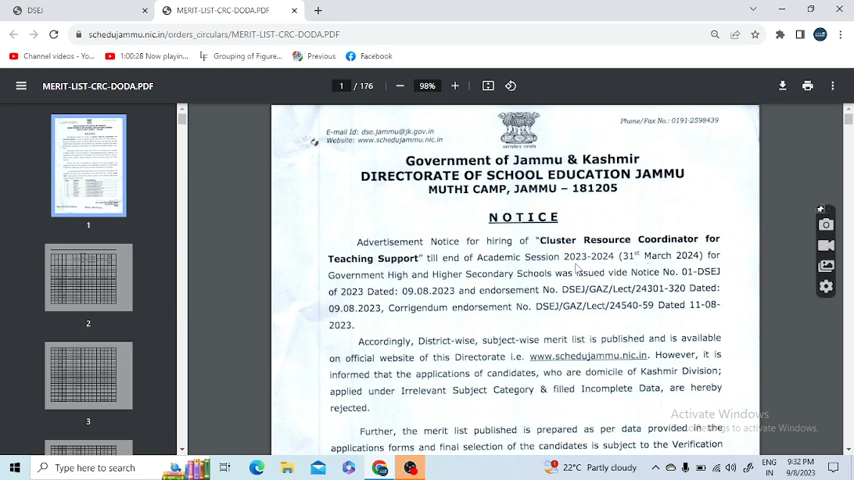 DSEJ
MERIT-LIST-CRC-DODA.PDF
schedujammu.nic.in/orders_circulars/MERIT-LIST-CRC-DODA.PDF
Channel videos - Yo...
1:00:28 Now playin...
Grouping of Figure...
Previous
Facebook
MERIT-LIST-CRC-DODA.PDF
1 / 176
98%
1
2
3
E-mail Id: dse.jammu@jk.gov.in
Phone/Fax No.: 0191-2598439
Website: www.schedujammu.nic.in
Government of Jammu & Kashmir
DIRECTORATE OF SCHOOL EDUCATION JAMMU
MUTHI CAMP, JAMMU – 181205
NOTICE
Advertisement Notice for hiring of "Cluster Resource Coordinator for
Teaching Support" till end of Academic Session 2023-2024 (31st March 2024) for
Government High and Higher Secondary Schools was issued vide Notice No. 01-DSEJ
of 2023 Dated: 09.08.2023 and endorsement No. DSEJ/GAZ/Lect/24301-320 Dated:
09.08.2023, Corrigendum endorsement No. DSEJ/GAZ/Lect/24540-59 Dated 11-08-
2023.
Accordingly, District-wise, subject-wise merit list is published and is available
on official website of this Directorate i.e. www.schedujammu.nic.in. However, it is
informed that the applications of candidates, who are domicile of Kashmir Division;
applied under Irrelevant Subject Category & filled Incomplete Data, are hereby
rejected.
Further, the merit list published is prepared as per data provided in the
applications forms and final selection of the candidates is subject to the Verification
Activate Windows
to activate Windows.
Type here to search
22°C Partly cloudy
ENG
IN
9:32 PM
9/8/2023